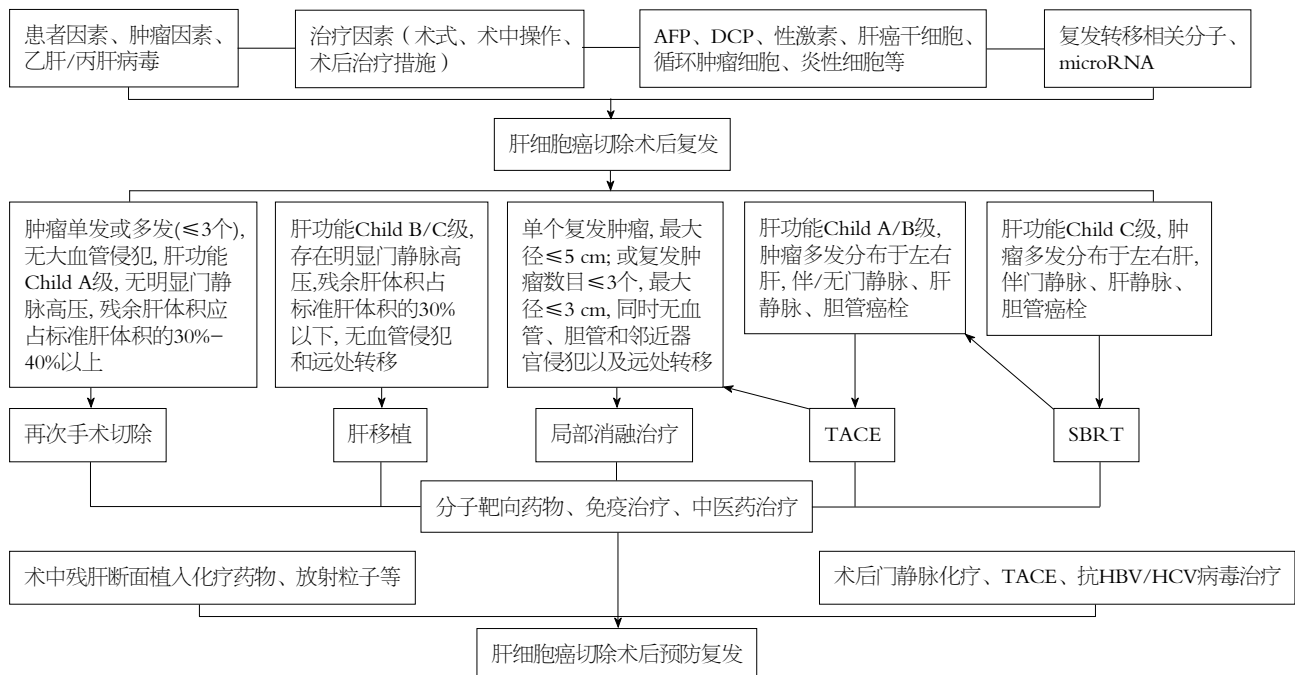 患者因素、肿瘤因素、
乙肝/丙肝病毒
治疗因素（术式、术中操作、
术后治疗措施）
AFP、DCP、性激素、肝癌干细胞、
循环肿瘤细胞、炎性细胞等
复发转移相关分子、
microRNA
肝细胞癌切除术后复发
肿瘤单发或多发(≤3个),
无大血管侵犯, 肝功能
Child A级, 无明显门静
脉高压, 残余肝体积应
占标准肝体积的30%-
40%以上
肝功能Child B/C级,
存在明显门静脉高
压,残余肝体积占
标准肝体积的30%
以下, 无血管侵犯
和远处转移
单个复发肿瘤, 最大
径≤5 cm; 或复发肿
瘤数目≤3个, 最大
径≤3 cm, 同时无血
管、胆管和邻近器
官侵犯以及远处转移
肝功能Child A/B级,
肿瘤多发分布于左右
肝, 伴/无门静脉、肝
静脉、胆管癌栓
肝功能Child C级, 肿
瘤多发分布于左右肝,
伴门静脉、肝静脉、
胆管癌栓
再次手术切除
肝移植
局部消融治疗
TACE
SBRT
分子靶向药物、免疫治疗、中医药治疗
术中残肝断面植入化疗药物、放射粒子等
术后门静脉化疗、TACE、抗HBV/HCV病毒治疗
肝细胞癌切除术后预防复发